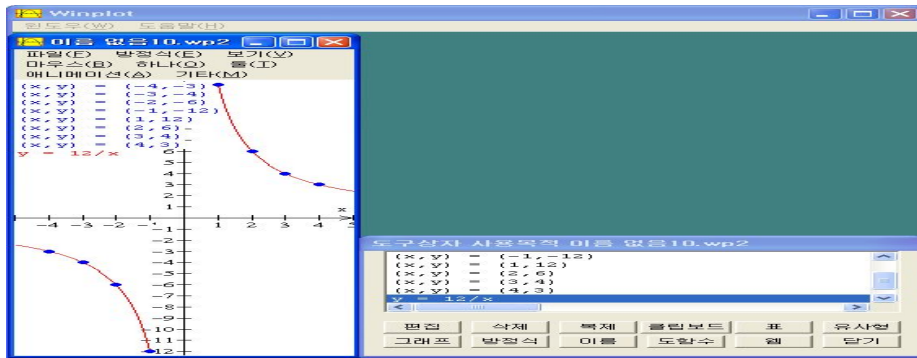 Winplot
윈도우(W) 도움말(H)
이름 없음10.wp2
파일(F) 방정식(E) 보기(V)
마우스(B) 하나(O) 툴(T)
애니메이션(A) 기타(M)
(x,y) = (-4,-3)
(x,y) = (-3,-4)
(x,y) = (-2,-6)
(x,y) = (-1,-12)
(x,y) = (1,12)
(x,y) = (2,6)
(x,y) = (3,4)
(x,y) = (4,3)
y = 12/x
6
5
4
3
2
1
x
-4 -3 -2 -1 1 2 3 4 5
-2
-3
-4
-5
-6
-7
-8
-9
-10
-11
-12
도구상자 사용목적 이름 없음10.wp2
(x,y) = (-1,-12)
(x,y) = (1,12)
(x,y) = (2,6)
(x,y) = (3,4)
(x,y) = (4,3)
y = 12/x
편집 삭제 복제 클립보드 표 유사형
그래프 방정식 이름 도함수 웹 닫기